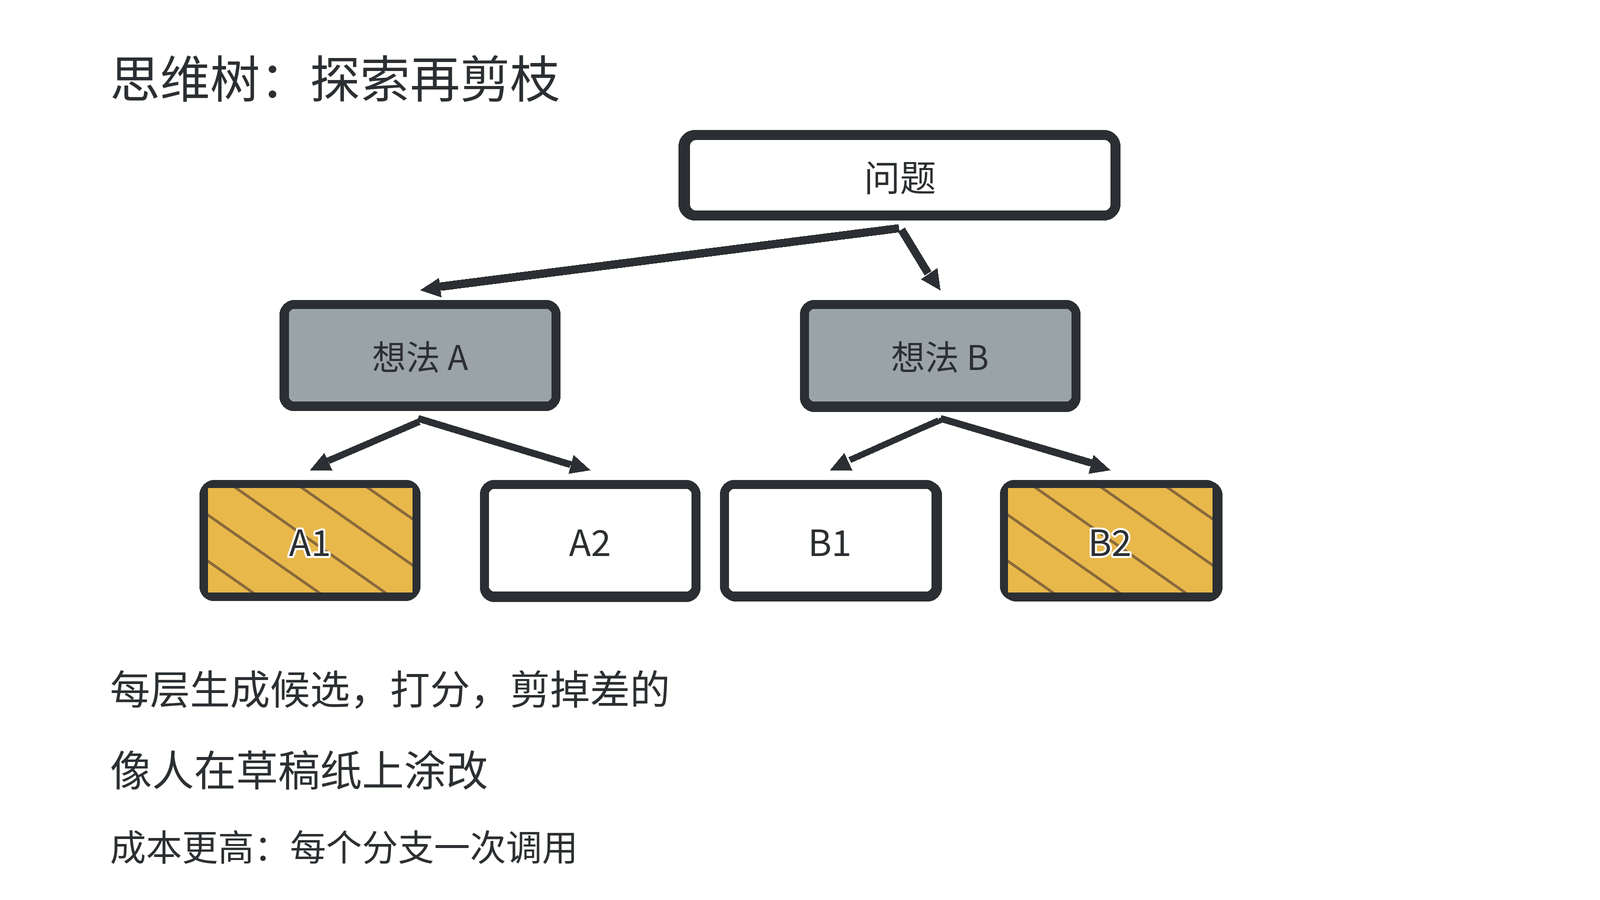 思维树：探索再剪枝
问题
想法 A
想法 B
A1
A2
B1
B2
每层生成候选，打分，剪掉差的
像人在草稿纸上涂改
成本更高：每个分支一次调用